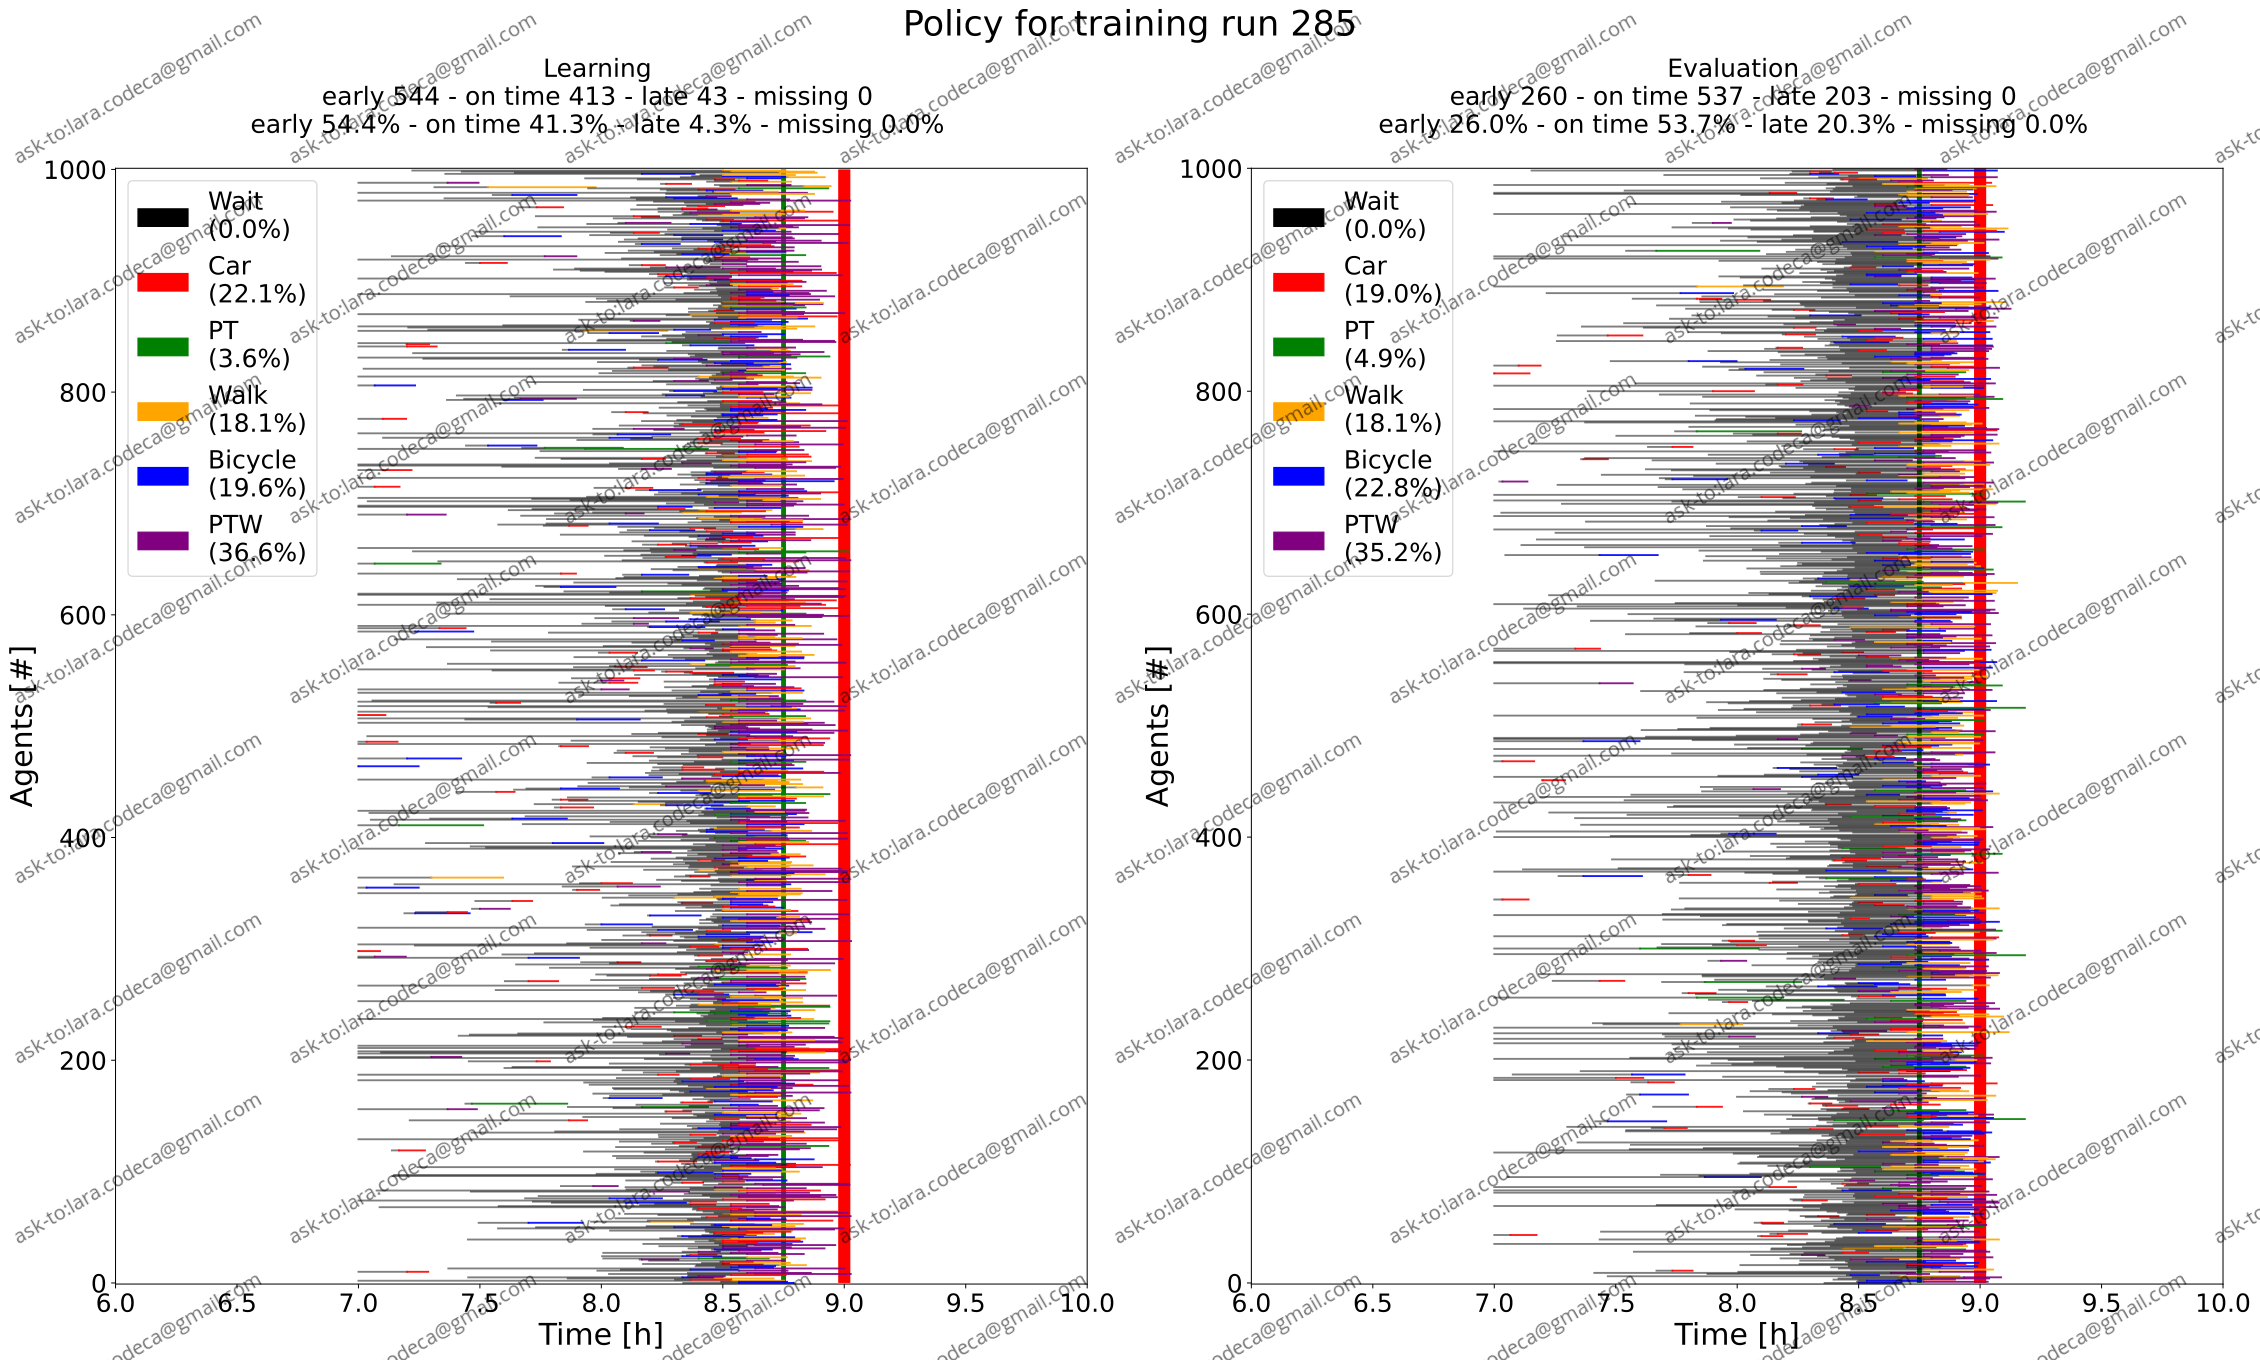 Policy for training run 285
Learning
early 544 - on time 413 - late 43 - missing 0
early 54.4% - on time 41.3% - late 4.3% - missing 0.0%
Evaluation
early 260 - on time 537 - late 203 - missing 0
early 26.0% - on time 53.7% - late 20.3% - missing 0.0%
Wait
(0.0%)
Car
(22.1%)
PT
(3.6%)
Walk
(18.1%)
Bicycle
(19.6%)
PTW
(36.6%)
1000
800
600
400
200
0
Agents [#]
6.0 6.5 7.0 7.5 8.0 8.5 9.0 9.5 10.0
Time [h]
Wait
(0.0%)
Car
(19.0%)
PT
(4.9%)
Walk
(18.1%)
Bicycle
(22.8%)
PTW
(35.2%)
1000
800
600
400
200
0
Agents [#]
6.0 6.5 7.0 7.5 8.0 8.5 9.0 9.5 10.0
Time [h]
ask-to:lara.codeca@gmail.com